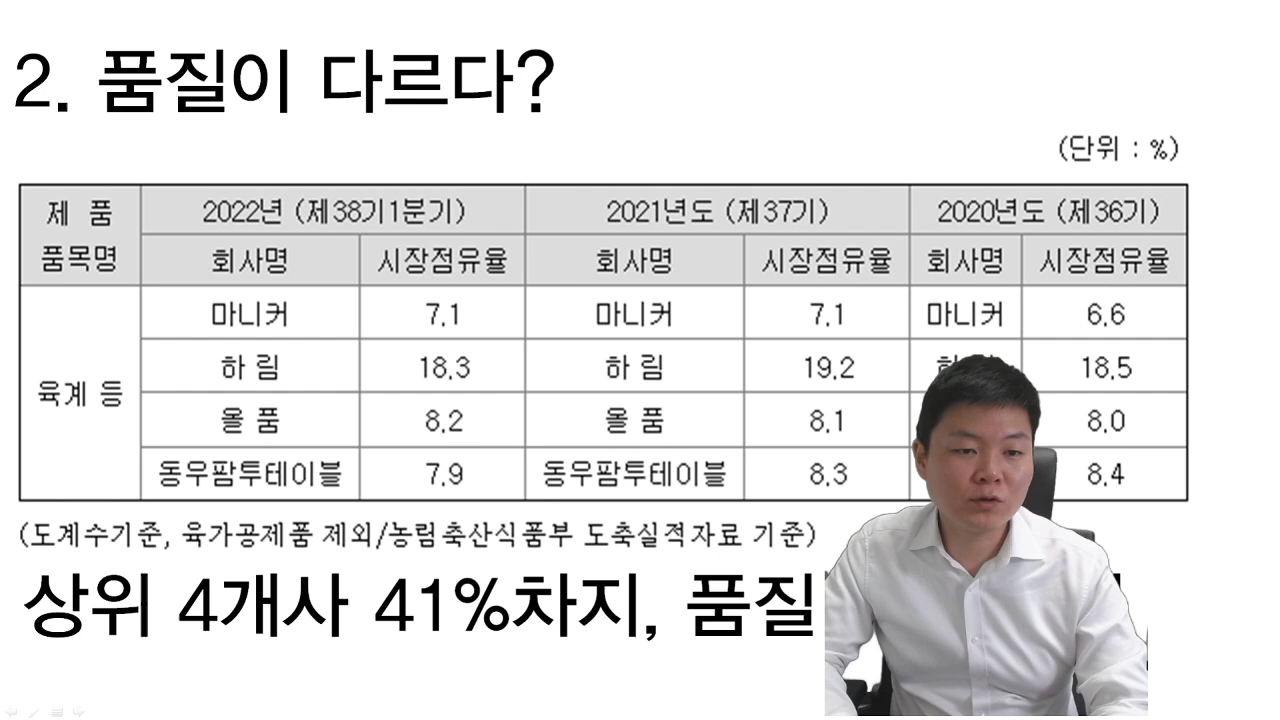 2. 품질이 다르다?
(단위 : %)
제 품 품목명 2022년 (제38기1분기) 2021년도 (제37기) 2020년도 (제36기)
회사명 시장점유율 회사명 시장점유율 회사명 시장점유율
육계 등
마니커 7.1 마니커 7.1 마니커 6.6
하 림 18.3 하 림 19.2 18.5
올 품 8.2 올 품 8.1 8.0
동우팜투테이블 7.9 동우팜투테이블 8.3 8.4
(도계수기준, 육가공제품 제외/농림축산식품부 도축실적자료 기준)
상위 4개사 41%차지, 품질